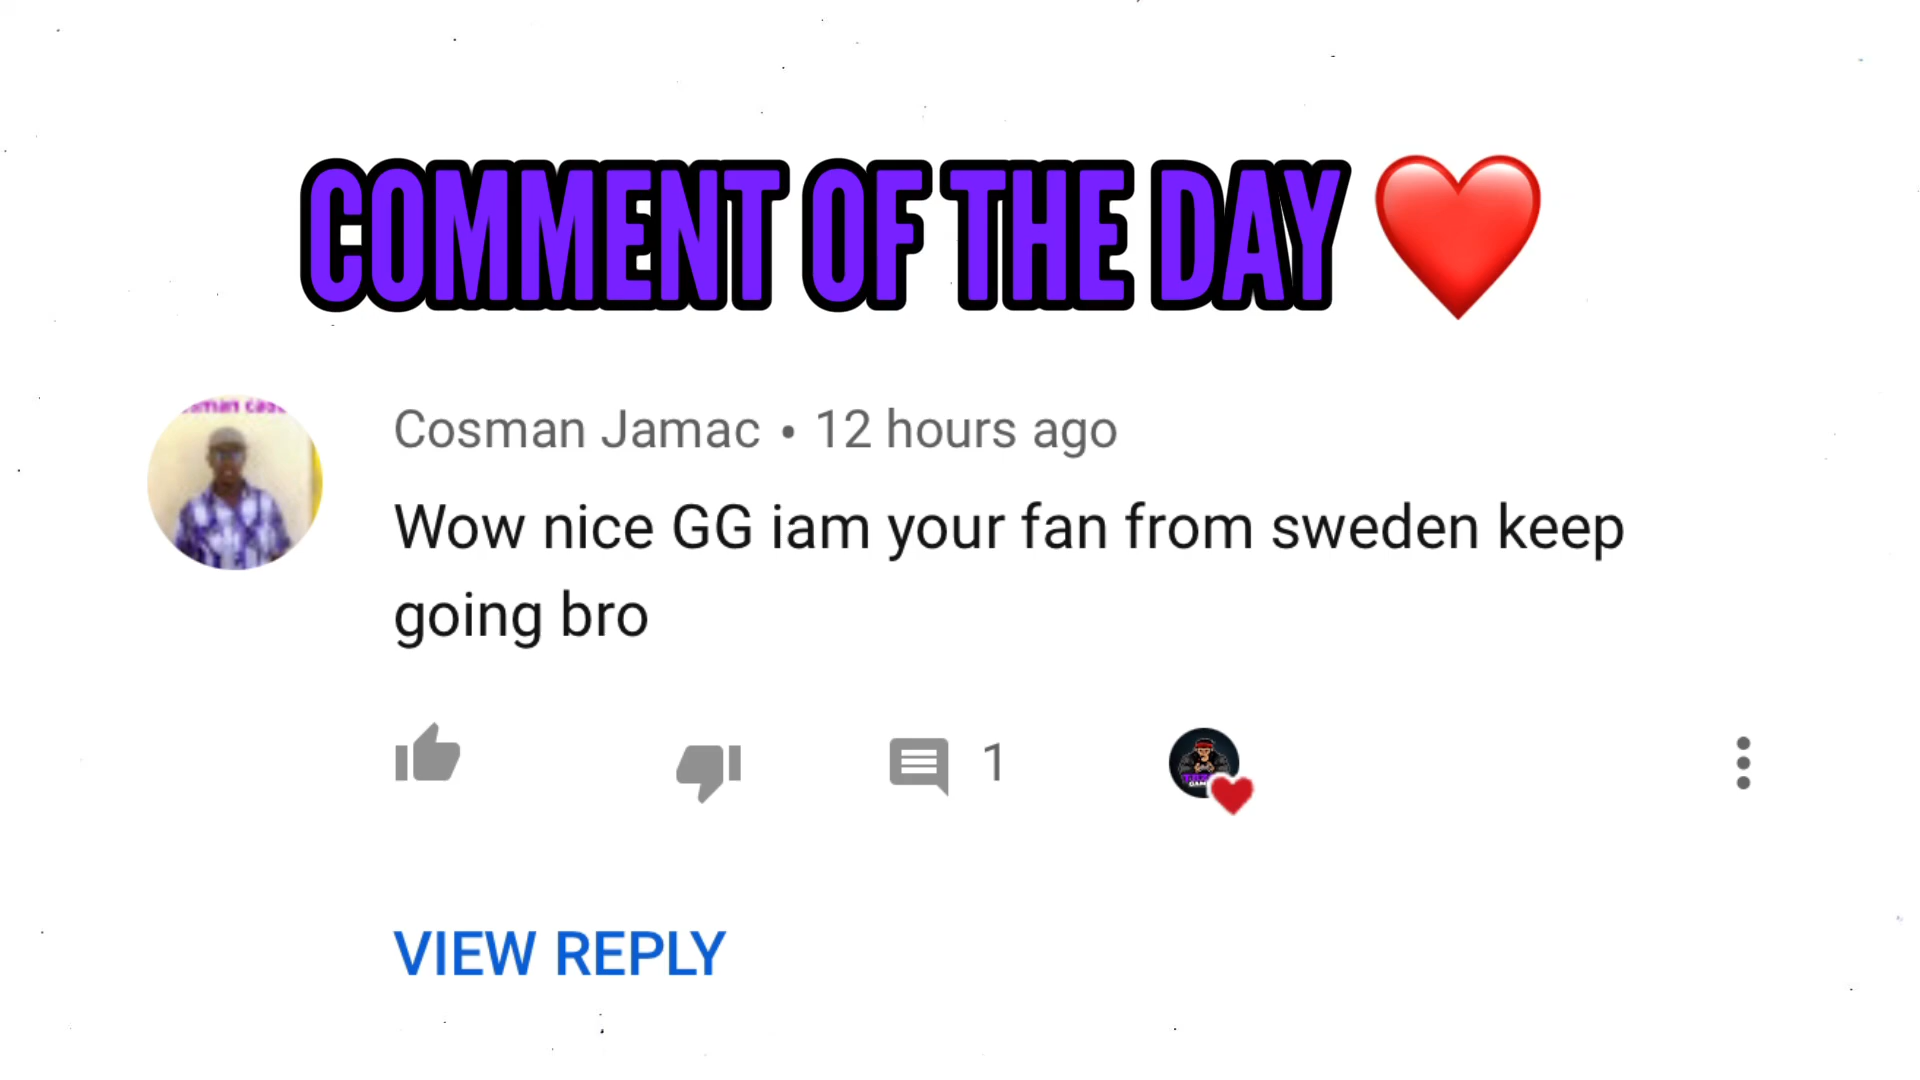 COMMENT OF THE DAY ❤️
Cosman Jamac • 12 hours ago
Wow nice GG iam your fan from sweden keep
going bro
1
VIEW REPLY